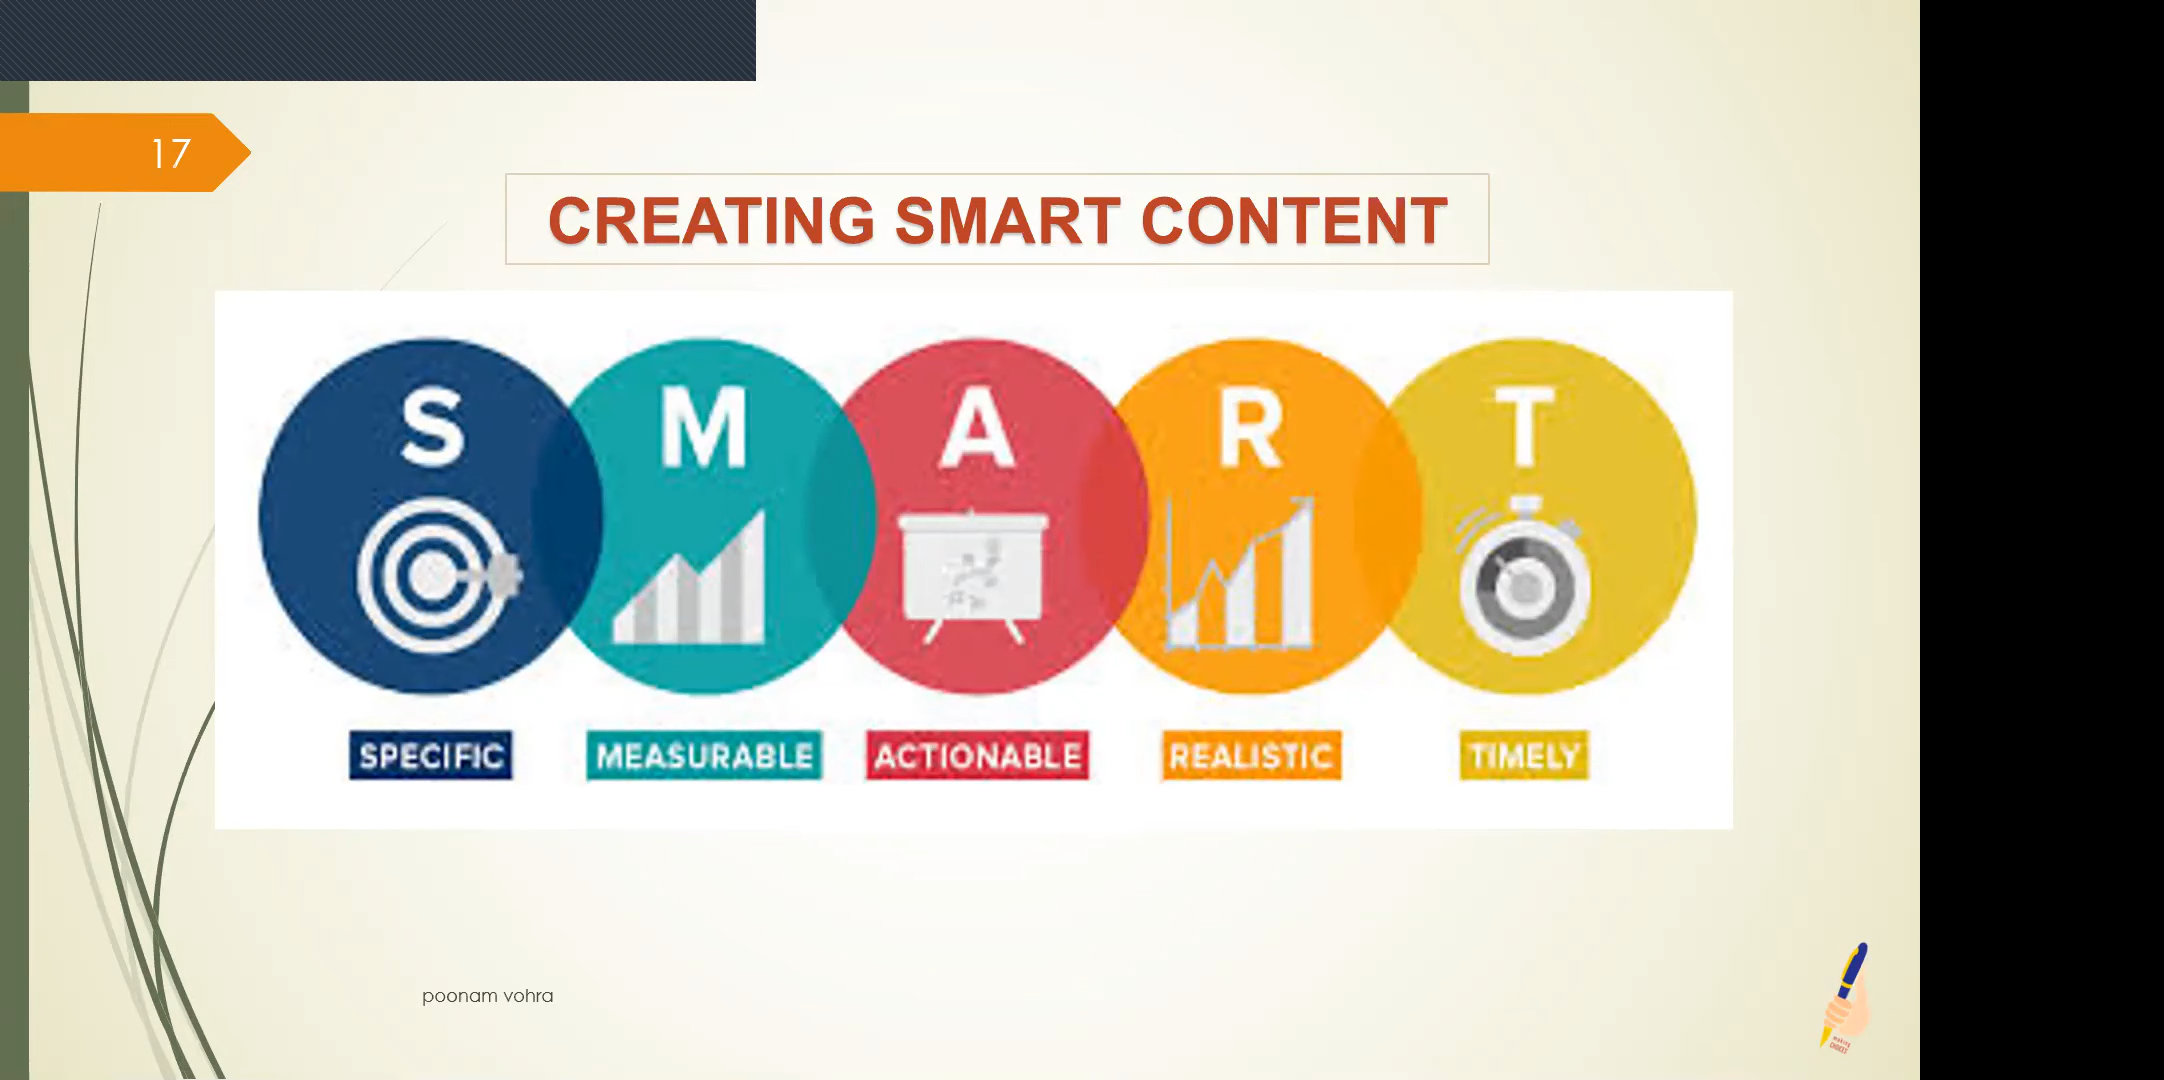 17
CREATING SMART CONTENT
S M A R T
SPECIFIC MEASURABLE ACTIONABLE REALISTIC TIMELY
poonam vohra